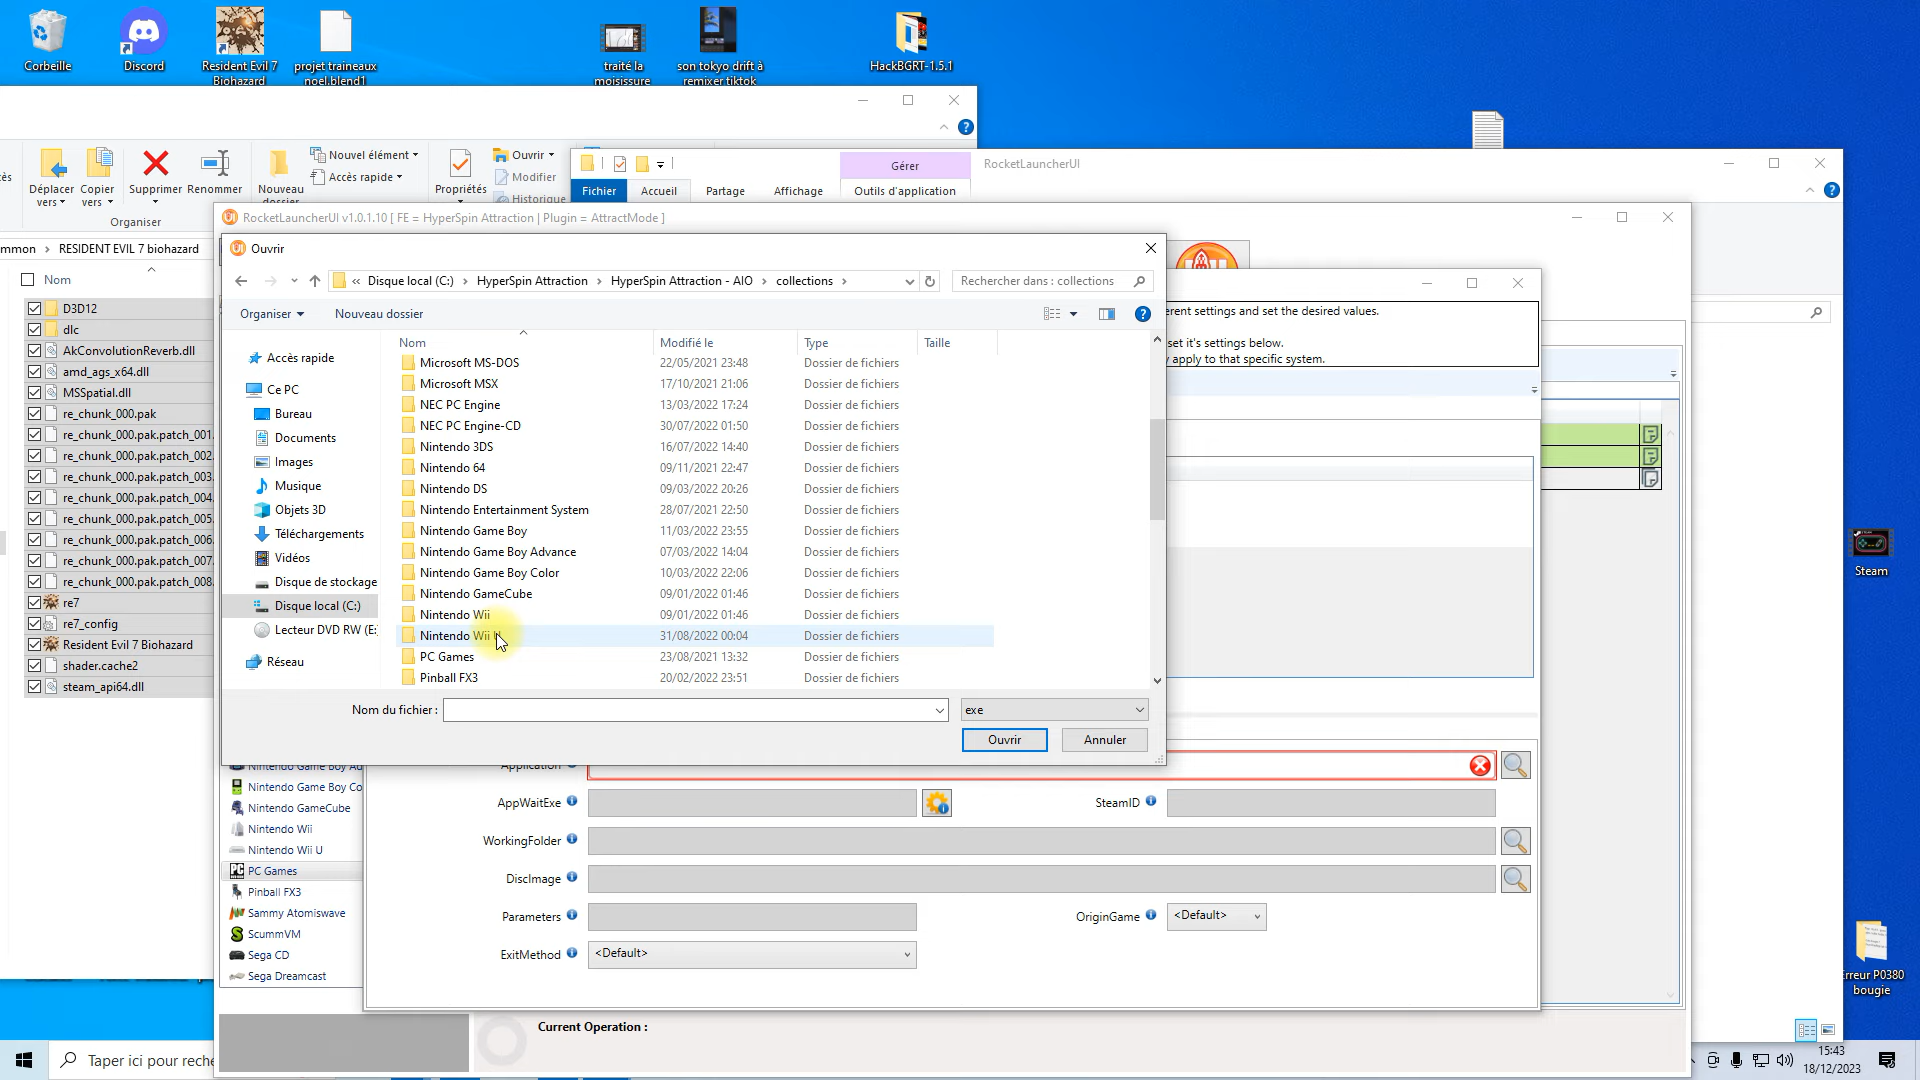 Corbeille
Discord
Resident Evil 7
Biohazard
projet traineaux
noel.blend1
traité la
moisissure
son tokyo drift à
remixer tiktok
HackBGRT-1.5.1
Déplacer
vers
Copier
vers
Supprimer
Renommer
Nouveau
dossier
Nouvel élément
Accès rapide
Propriétés
Ouvrir
Modifier
Historique
Organiser
Gérer
RocketLauncherUI
Fichier
Accueil
Partage
Affichage
Outils d'application
RocketLauncherUI v1.0.1.10 [ FE = HyperSpin Attraction | Plugin = AttractMode ]
mmon > RESIDENT EVIL 7 biohazard
Nom
D3D12
dlc
AkConvolutionReverb.dll
amd_ags_x64.dll
MSSpatial.dll
re_chunk_000.pak
re_chunk_000.pak.patch_001.
re_chunk_000.pak.patch_002.
re_chunk_000.pak.patch_003.
re_chunk_000.pak.patch_004.
re_chunk_000.pak.patch_005.
re_chunk_000.pak.patch_006.
re_chunk_000.pak.patch_007.
re_chunk_000.pak.patch_008.
re7
re7_config
Resident Evil 7 Biohazard
shader.cache2
steam_api64.dll
Ouvrir
« Disque local (C:) > HyperSpin Attraction > HyperSpin Attraction - AIO > collections >
Rechercher dans : collections
Organiser
Nouveau dossier
Accès rapide
Ce PC
Bureau
Documents
Images
Musique
Objets 3D
Téléchargements
Vidéos
Disque de stockage
Disque local (C:)
Lecteur DVD RW (E:
Réseau
Nom Modifié le Type Taille
Microsoft MS-DOS 22/05/2021 23:48 Dossier de fichiers
Microsoft MSX 17/10/2021 21:06 Dossier de fichiers
NEC PC Engine 13/03/2022 17:24 Dossier de fichiers
NEC PC Engine-CD 30/07/2022 01:50 Dossier de fichiers
Nintendo 3DS 16/07/2022 14:40 Dossier de fichiers
Nintendo 64 09/11/2021 22:47 Dossier de fichiers
Nintendo DS 09/03/2022 20:26 Dossier de fichiers
Nintendo Entertainment System 28/07/2021 22:50 Dossier de fichiers
Nintendo Game Boy 11/03/2022 23:55 Dossier de fichiers
Nintendo Game Boy Advance 07/03/2022 14:04 Dossier de fichiers
Nintendo Game Boy Color 10/03/2022 22:06 Dossier de fichiers
Nintendo GameCube 09/01/2022 01:46 Dossier de fichiers
Nintendo Wii 09/01/2022 01:46 Dossier de fichiers
Nintendo Wii U 31/08/2022 00:04 Dossier de fichiers
PC Games 23/08/2021 13:32 Dossier de fichiers
Pinball FX3 20/02/2022 23:51 Dossier de fichiers
Nom du fichier :
exe
Ouvrir
Annuler
erent settings and set the desired values.
set it's settings below.
y apply to that specific system.
Nintendo Game Boy Ad
Nintendo Game Boy Co
Nintendo GameCube
Nintendo Wii
Nintendo Wii U
PC Games
Pinball FX3
Sammy Atomiswave
ScummVM
Sega CD
Sega Dreamcast
Application
AppWaitExe
SteamID
WorkingFolder
DiscImage
Parameters
OriginGame
<Default>
ExitMethod
<Default>
Current Operation :
Steam
Erreur P0380
bougie
Taper ici pour reche
15:43
18/12/2023